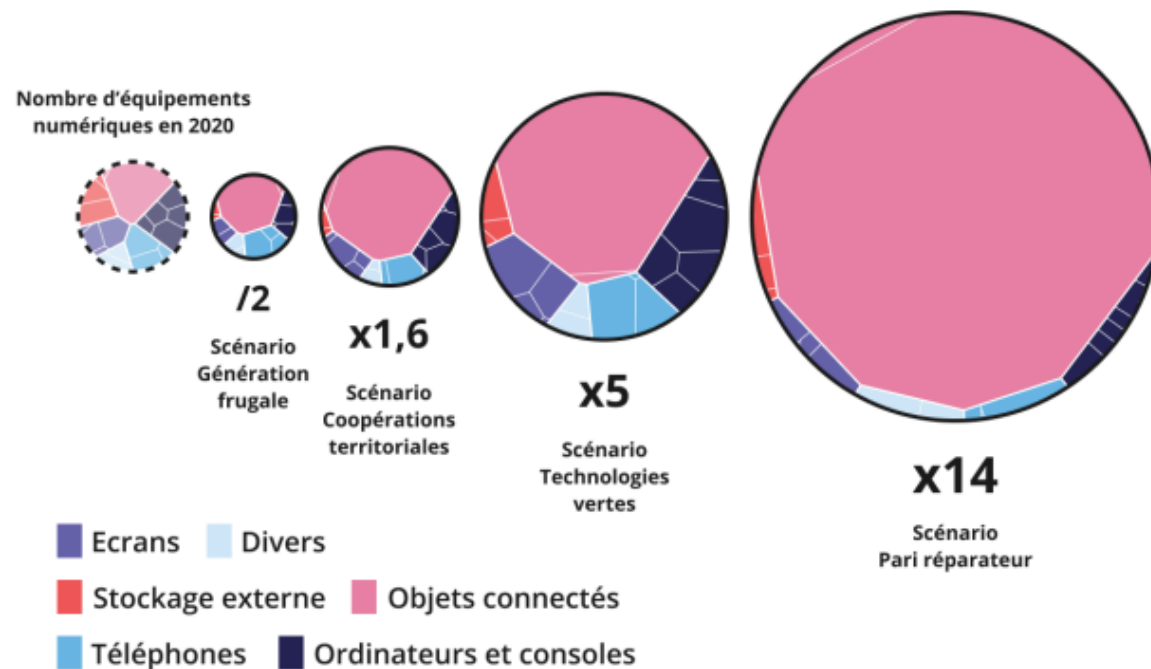 Nombre d'équipements
numériques en 2020
/2
Scénario
Génération
frugale
x1,6
Scénario
Coopérations
territoriales
x5
Scénario
Technologies
vertes
x14
Scénario
Pari réparateur
Ecrans
Divers
Stockage externe
Objets connectés
Téléphones
Ordinateurs et consoles